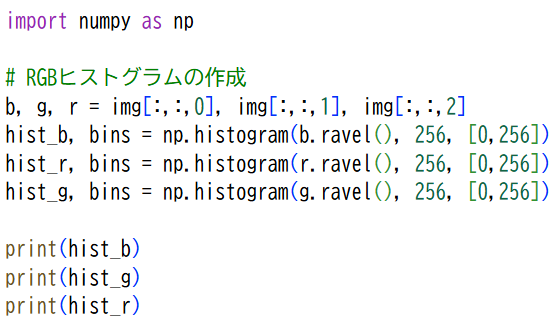 import numpy as np

# RGBヒストグラムの作成
b, g, r = img[:,:,0], img[:,:,1], img[:,:,2]
hist_b, bins = np.histogram(b.ravel(), 256, [0,256])
hist_r, bins = np.histogram(r.ravel(), 256, [0,256])
hist_g, bins = np.histogram(g.ravel(), 256, [0,256])

print(hist_b)
print(hist_g)
print(hist_r)